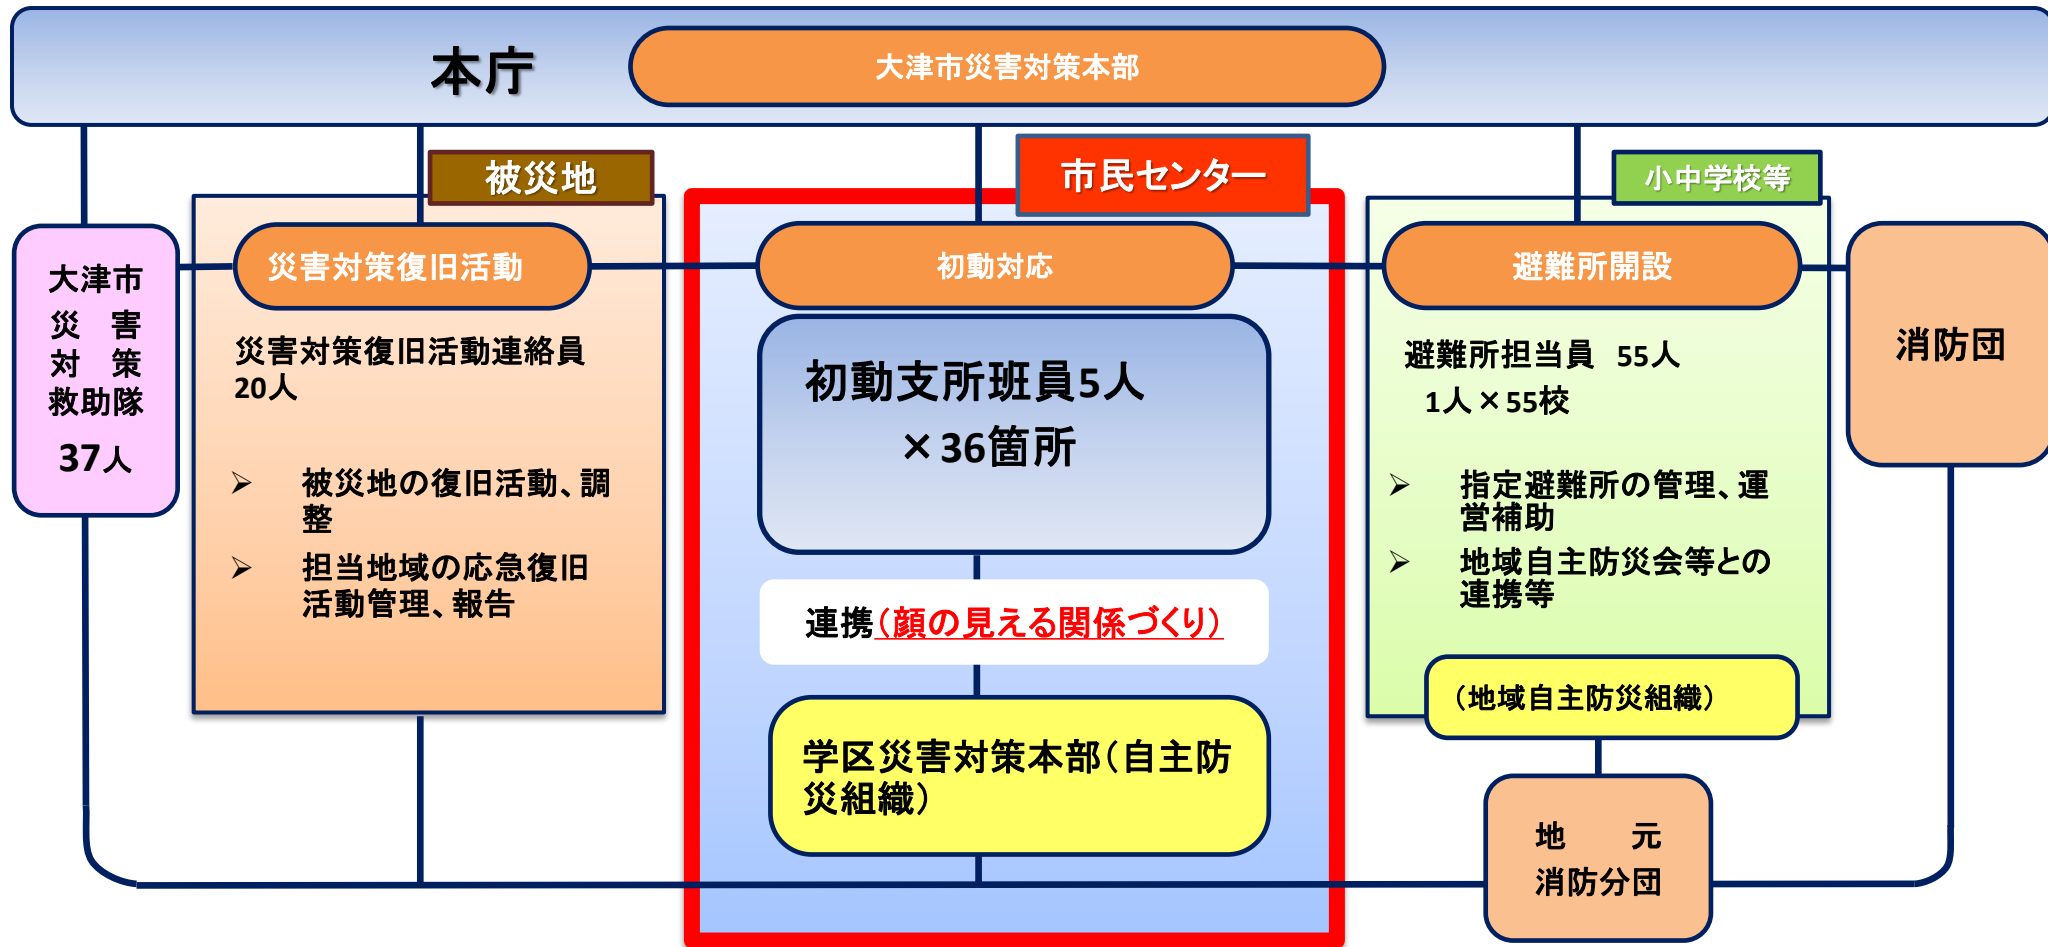 本庁
大津市災害対策本部
被災地
市民センター
小中学校等
大津市
災　害
対　策
救助隊
37人
災害対策復旧活動
災害対策復旧活動連絡員
20人
➢ 被災地の復旧活動、調
整
➢ 担当地域の応急復旧
活動管理、報告
初動対応
初動支所班員5人
×36箇所
連携(顔の見える関係づくり)
学区災害対策本部(自主防
災組織)
避難所開設
避難所担当員　55人
1人×55校
➢ 指定避難所の管理、運
営補助
➢ 地域自主防災会等との
連携等
(地域自主防災組織)
地　　元
消防分団
消防団